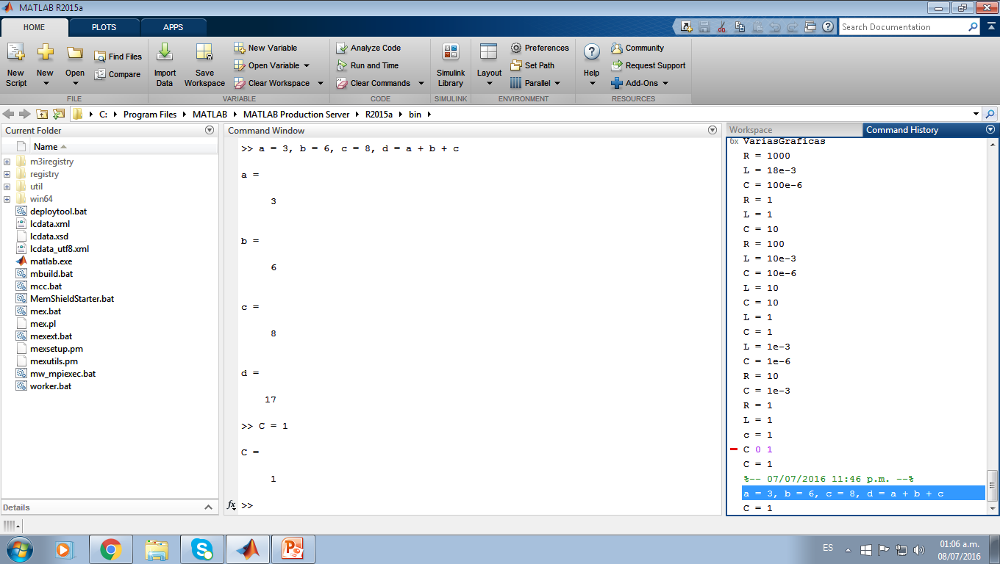 MATLAB R2015a
HOME PLOTS APPS
Search Documentation
New Script
New
Open
Find Files
Compare
FILE
Import Data
Save Workspace
New Variable
Open Variable
Clear Workspace
VARIABLE
Analyze Code
Run and Time
Clear Commands
CODE
Simulink Library
SIMULINK
Layout
Preferences
Set Path
Parallel
ENVIRONMENT
Help
Community
Request Support
Add-Ons
RESOURCES
C: Program Files MATLAB MATLAB Production Server R2015a bin
Current Folder
Name
m3iregistry
registry
util
win64
deploytool.bat
lcdata.xml
lcdata.xsd
lcdata_utf8.xml
matlab.exe
mbuild.bat
mcc.bat
MemShieldStarter.bat
mex.bat
mex.pl
mexext.bat
mexsetup.pm
mexutils.pm
mw_mpiexec.bat
worker.bat
Details
Command Window
>> a = 3, b = 6, c = 8, d = a + b + c
a =
3
b =
6
c =
8
d =
17
>> C = 1
C =
1
fx >>
Workspace
Command History
6x VariasGraficas
R = 1000
L = 18e-3
C = 100e-6
R = 1
L = 1
C = 10
R = 100
L = 10e-3
C = 10e-6
L = 10
C = 10
L = 1
C = 1
L = 1e-3
C = 1e-6
R = 10
C = 1e-3
R = 1
L = 1
c = 1
C 0 1
C = 1
%-- 07/07/2016 11:46 p.m. --%
a = 3, b = 6, c = 8, d = a + b + c
C = 1
ES
01:06 a.m.
08/07/2016